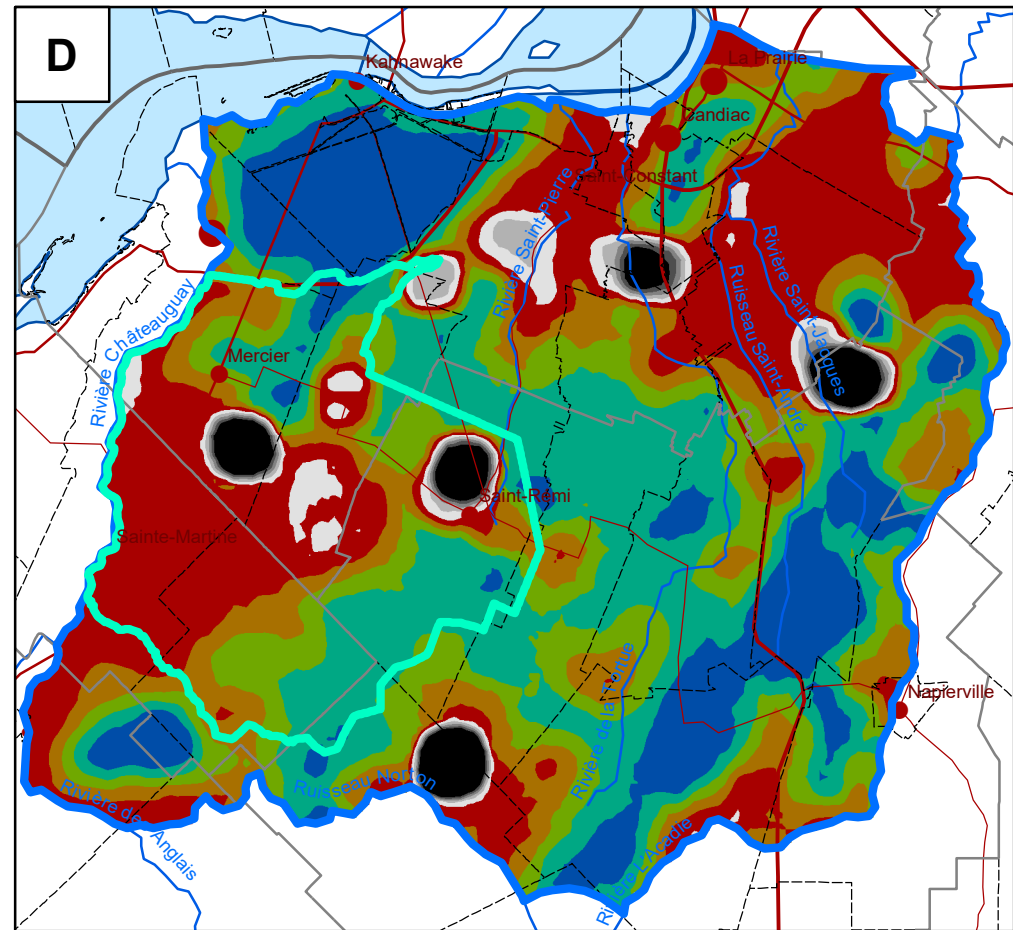 D
Kahnawake
La Prairie
Candiac
Saint-Constant
Rivière Saint-Pierre
Rivière Saint-Jacques
Ruisseau Saint-André
Rivière Châteauguay
Mercier
Saint-Rémi
Sainte-Martine
Rivière de la Tortue
Napierville
Ruisseau Norton
Rivière des Anglais
Rivière L'Acadie